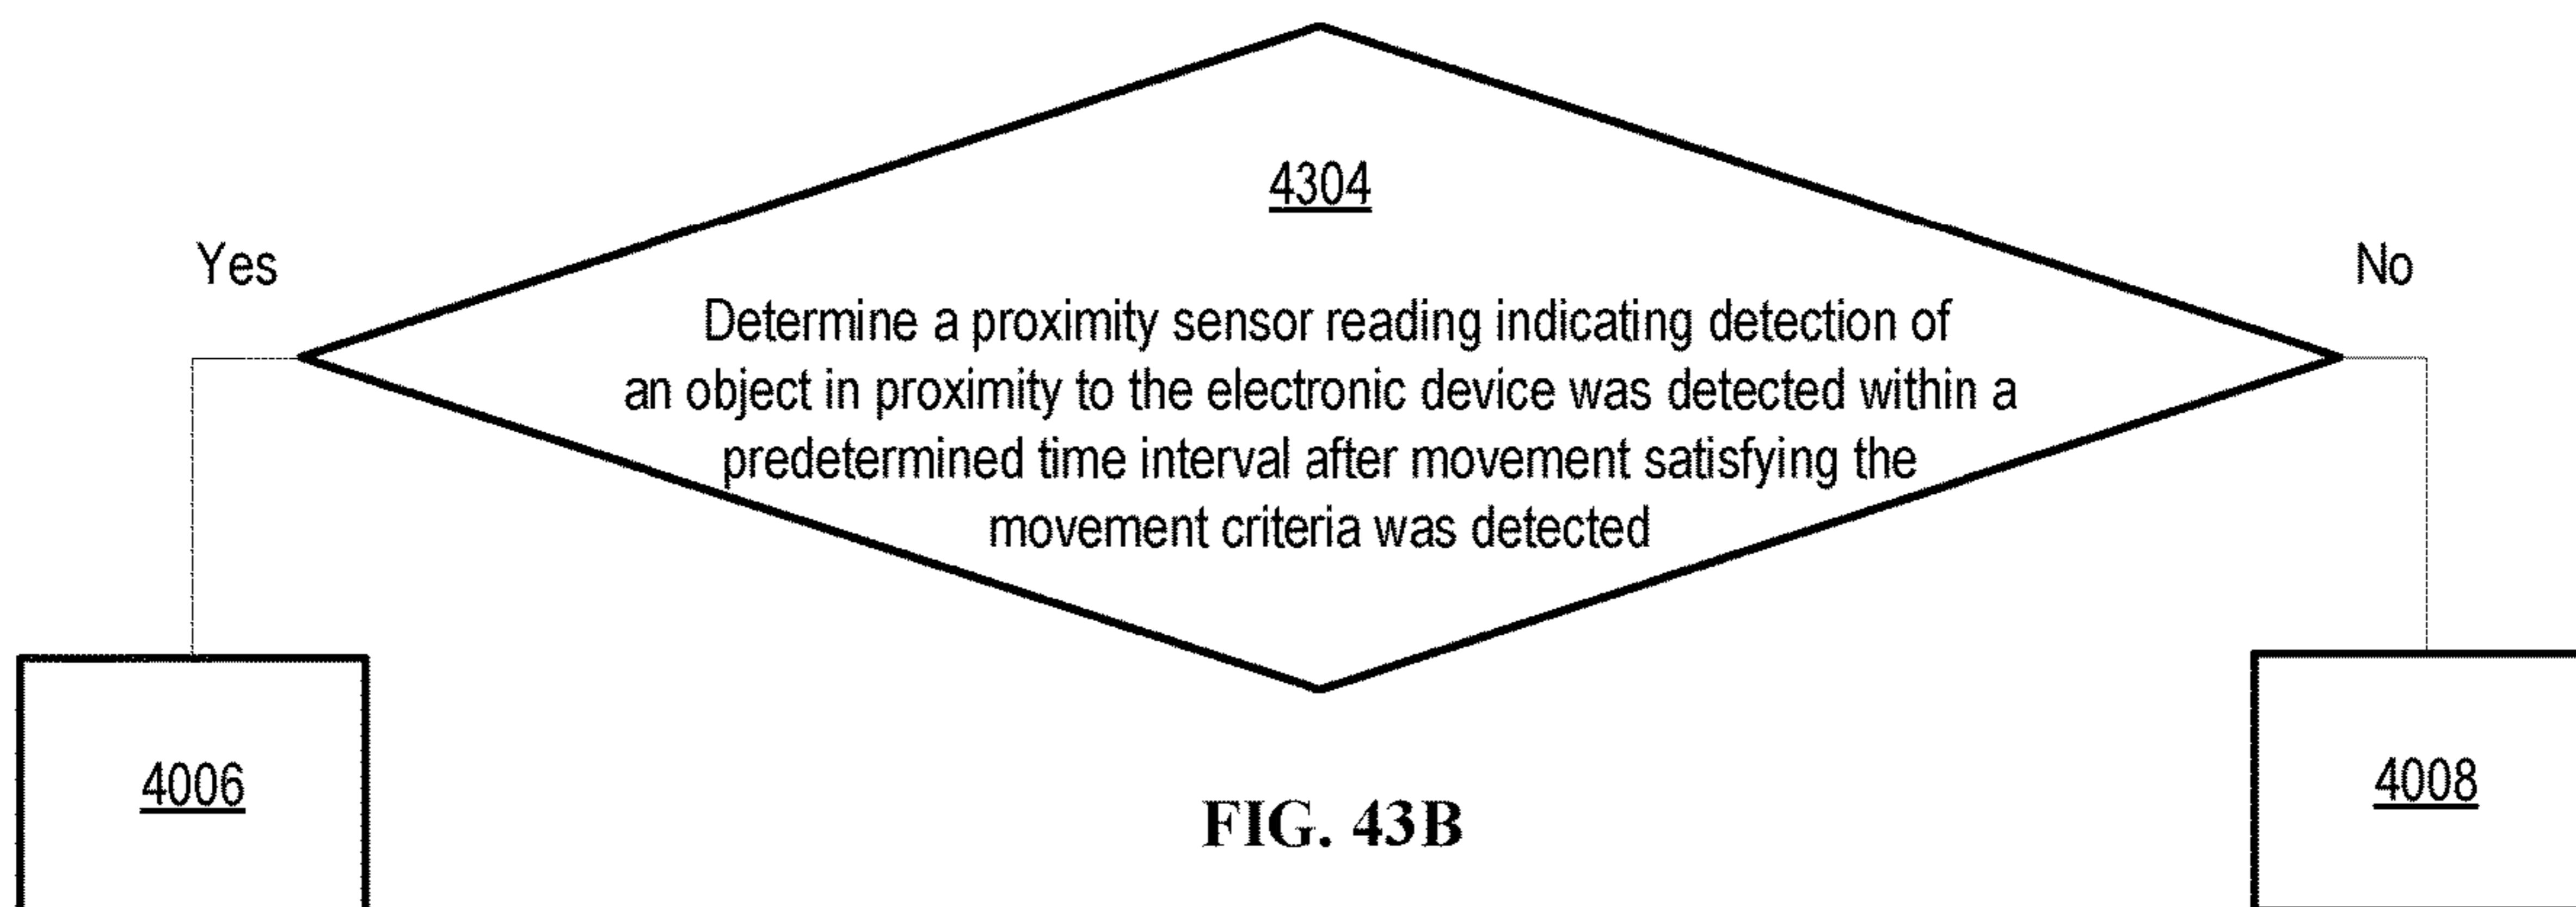 4304
Yes
No
Determine a proximity sensor reading indicating detection of
an object in proximity to the electronic device was detected within a
predetermined time interval after movement satisfying the
movement criteria was detected
4006
4008
FIG. 43B